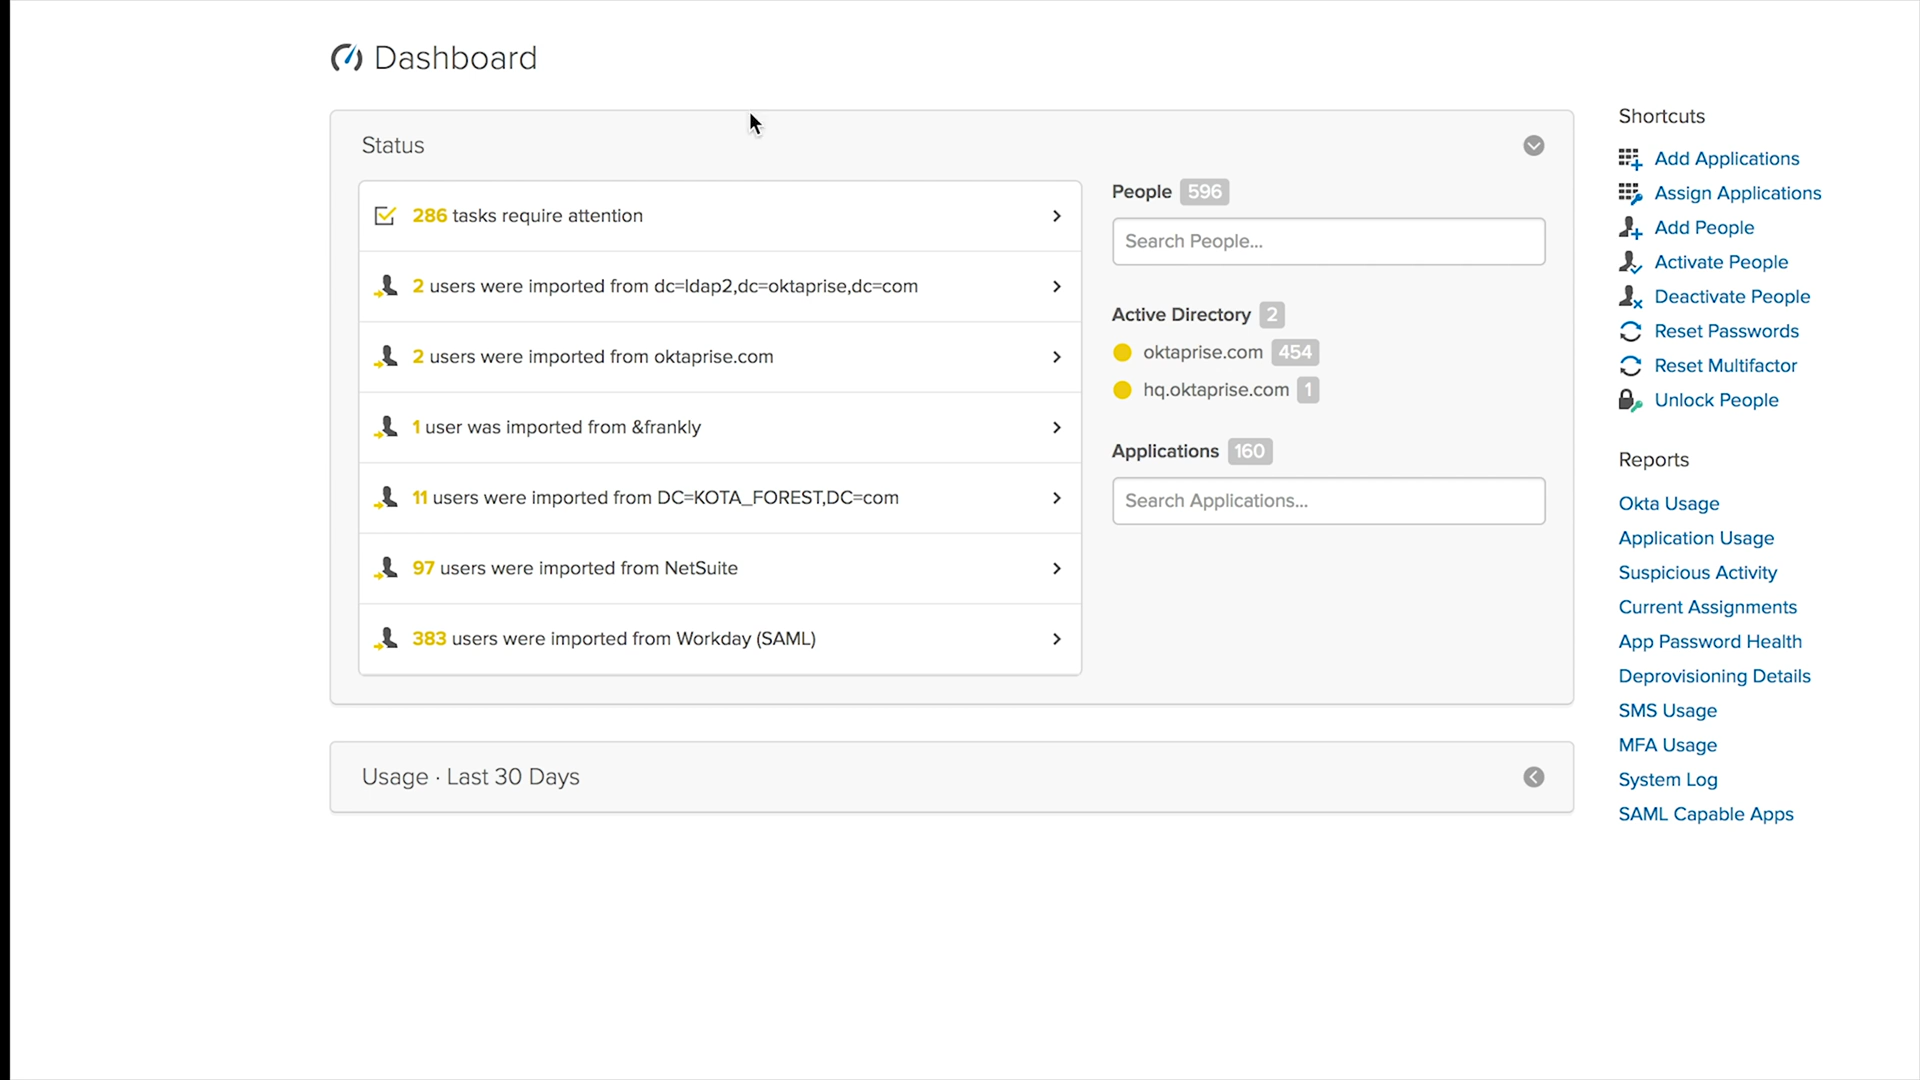 Dashboard
Status
286 tasks require attention
2 users were imported from dc=ldap2,dc=oktaprise,dc=com
2 users were imported from oktaprise.com
1 user was imported from &frankly
11 users were imported from DC=KOTA_FOREST,DC=com
97 users were imported from NetSuite
383 users were imported from Workday (SAML)
People 596
Search People...
Active Directory 2
oktaprise.com 454
hq.oktaprise.com 1
Applications 160
Search Applications...
Usage · Last 30 Days
Shortcuts
Add Applications
Assign Applications
Add People
Activate People
Deactivate People
Reset Passwords
Reset Multifactor
Unlock People
Reports
Okta Usage
Application Usage
Suspicious Activity
Current Assignments
App Password Health
Deprovisioning Details
SMS Usage
MFA Usage
System Log
SAML Capable Apps